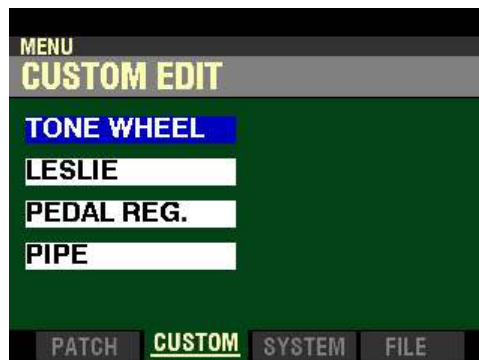 MENU
CUSTOM EDIT
TONE WHEEL
LESLIE
PEDAL REG.
PIPE
PATCH CUSTOM SYSTEM FILE